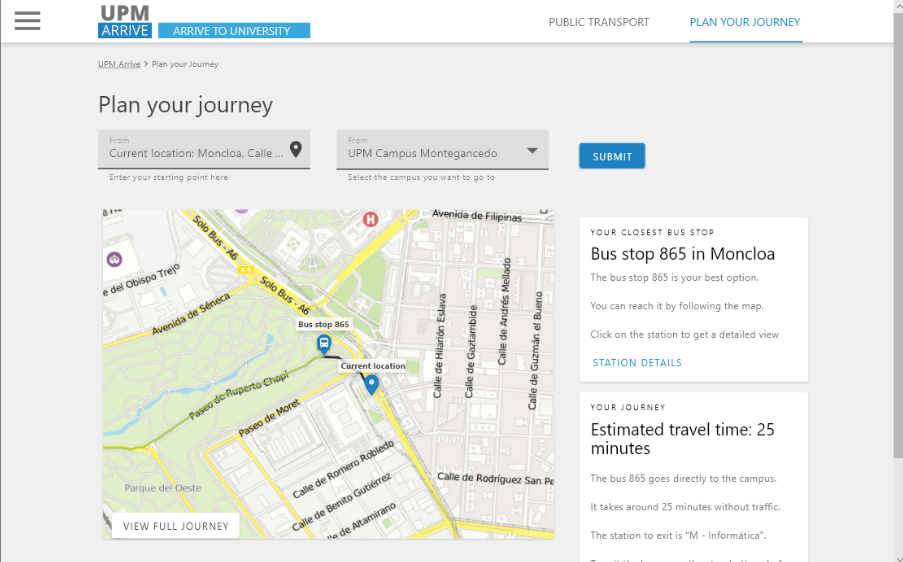 UPM
ARRIVE
ARRIVE TO UNIVERSITY
PUBLIC TRANSPORT
PLAN YOUR JOURNEY
UPM Arrive > Plan your Journey
Plan your journey
From
Current location: Moncloa, Calle ...
Enter your starting point here
From
UPM Campus Montegancedo
Select the campus you want to go to
SUBMIT
Solo Bus - A6
H
Avenida de Filipinas
e del Obispo Trejo
Avenida de Séneca
Solo Bus - A6
Bus stop 865
Current location
Paseo de Ruperto Chapí
Paseo de Moret
Calle de Hilarión Eslava
Calle de Gaztambide
Calle de Andrés Mellado
Calle de Guzmán el Bueno
Calle de Romero Robledo
Calle de Benito Gutiérrez
Calle de Altamirano
Calle de Rodríguez San Pe
Parque del Oeste
VIEW FULL JOURNEY
YOUR CLOSEST BUS STOP
Bus stop 865 in Moncloa
The bus stop 865 is your best option.
You can reach it by following the map.
Click on the station to get a detailed view
STATION DETAILS
YOUR JOURNEY
Estimated travel time: 25
minutes
The bus 865 goes directly to the campus.
It takes around 25 minutes without traffic.
The station to exit is "M - Informática".